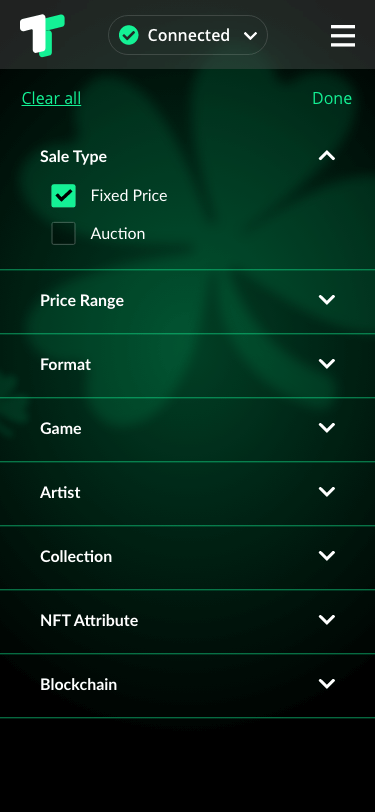 Connected
Clear all
Done
Sale Type
Fixed Price
Auction
Price Range
Format
Game
Artist
Collection
NFT Attribute
Blockchain